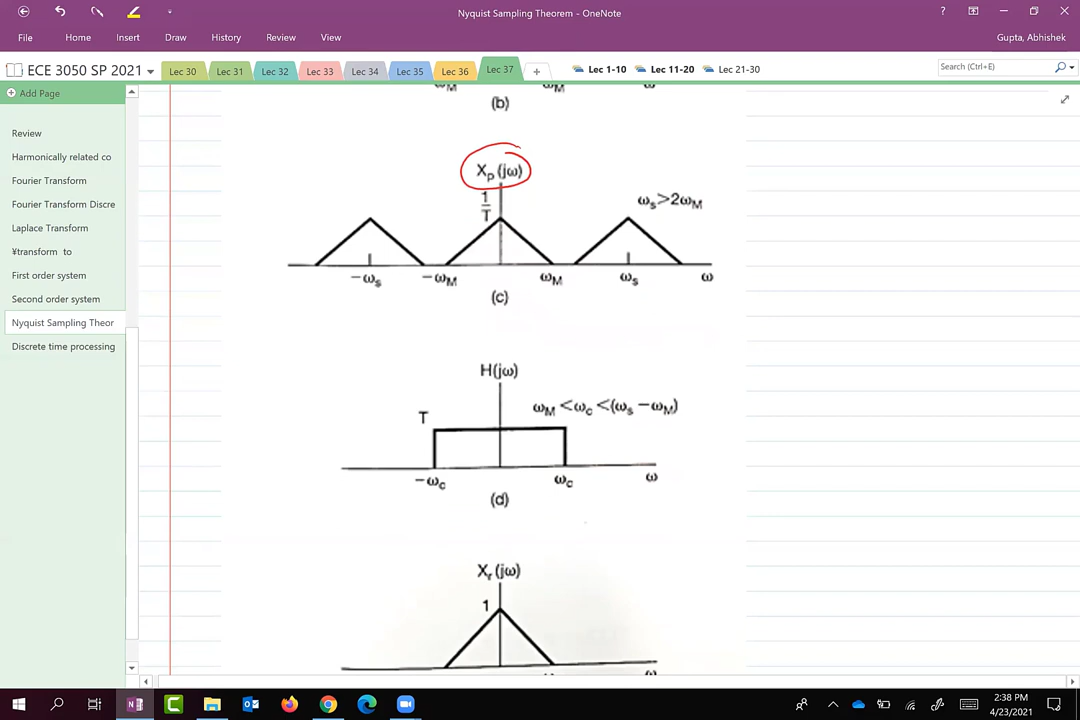 Nyquist Sampling Theorem - OneNote
?
File Home Insert Draw History Review View
Gupta, Abhishek
ECE 3050 SP 2021
Lec 30 Lec 31 Lec 32 Lec 33 Lec 34 Lec 35 Lec 36 Lec 37 + Lec 1-10 Lec 11-20 Lec 21-30
Search (Ctrl+E)
Add Page
Review
Harmonically related co
Fourier Transform
Fourier Transform Discre
Laplace Transform
¥transform to
First order system
Second order system
Nyquist Sampling Theor
Discrete time processing
(b)
Xp (jω)
1
T
ωs>2ωM
−ωs −ωM ωM ωs ω
(c)
H(jω)
T
ωM <ωc <(ωs −ωM)
−ωc ωc ω
(d)
Xr (jω)
1
2:38 PM
4/23/2021